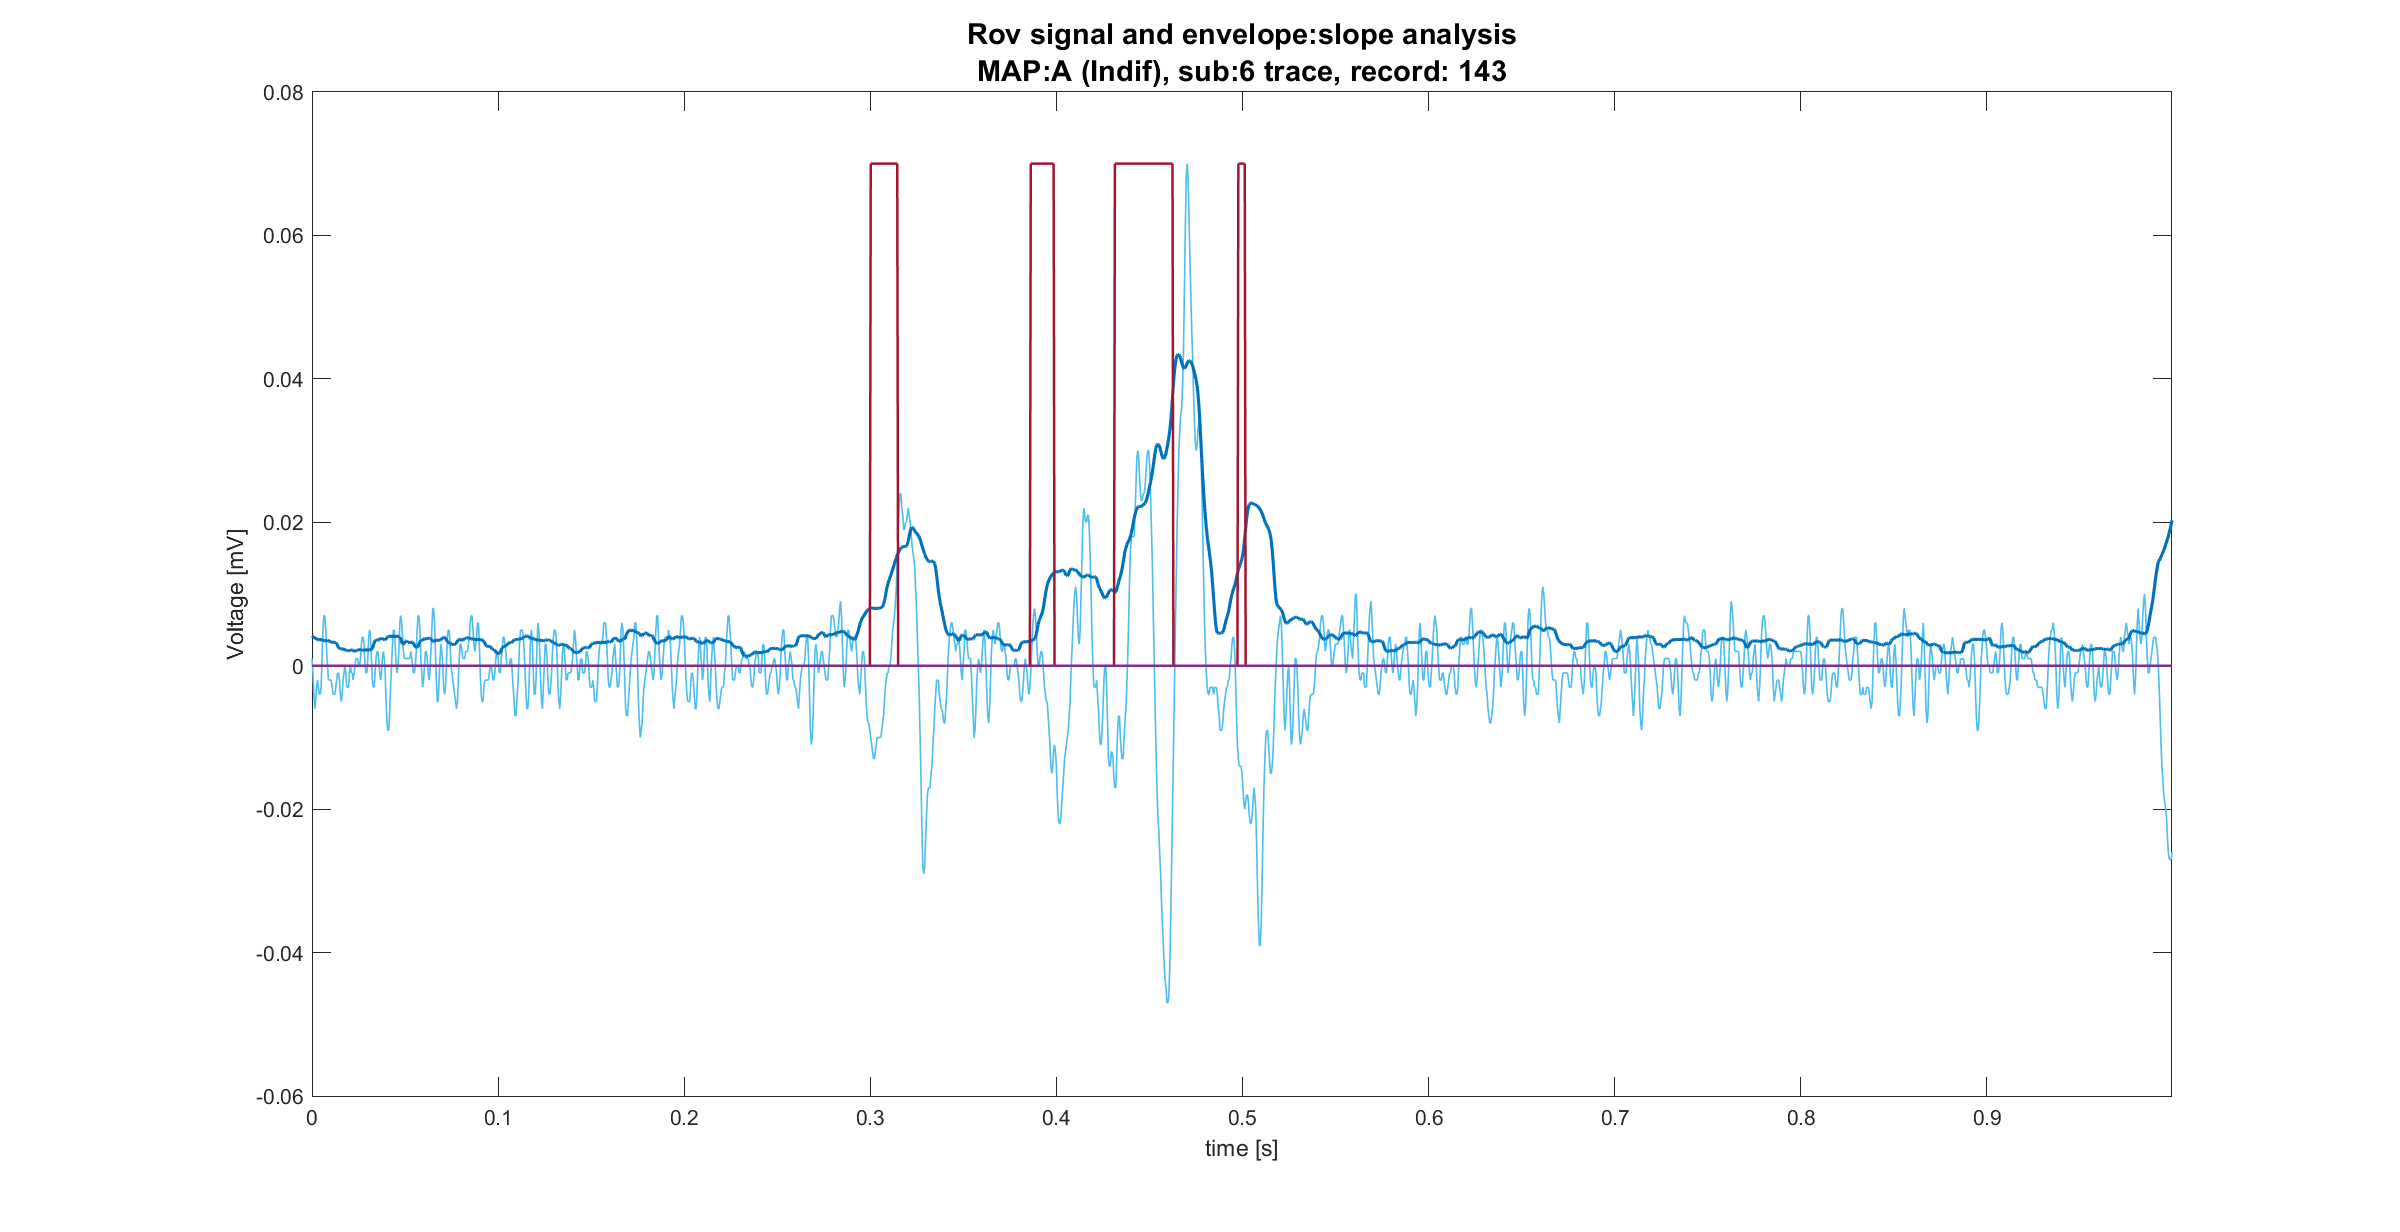 Rov signal and envelope:slope analysis
MAP:A (Indif), sub:6 trace, record: 143
0.08
0.06
0.04
0.02
0
-0.02
-0.04
-0.06
Voltage [mV]
0 0.1 0.2 0.3 0.4 0.5 0.6 0.7 0.8 0.9
time [s]